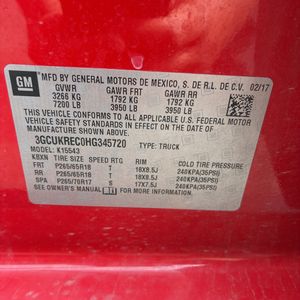 GM
MFD BY GENERAL MOTORS DE MEXICO, S. DE R.L. DE C.V. 02/17
GVWR GAWR FRT GAWR RR
3266 KG 1792 KG 1792 KG
7200 LB 3950 LB 3950 LB
THIS VEHICLE CONFORMS TO ALL APPLICABLE U.S. FEDERAL MOTOR
VEHICLE SAFETY STANDARDS IN EFFECT ON THE DATE OF
MANUFACTURE SHOWN ABOVE.
3GCUKREC0HG345720 TYPE: TRUCK
MODEL: K15543
KBXN TIRE SIZE SPEED RTG RIM COLD TIRE PRESSURE
FRT P265/65R18 T 18X8.5J 240KPA(35PSI)
RR P265/65R18 T 18X8.5J 240KPA(35PSI)
SPA P265/70R17 S 17X7.5J 240KPA(35PSI)
SEE OWNER'S MANUAL FOR MORE INFORMATION.